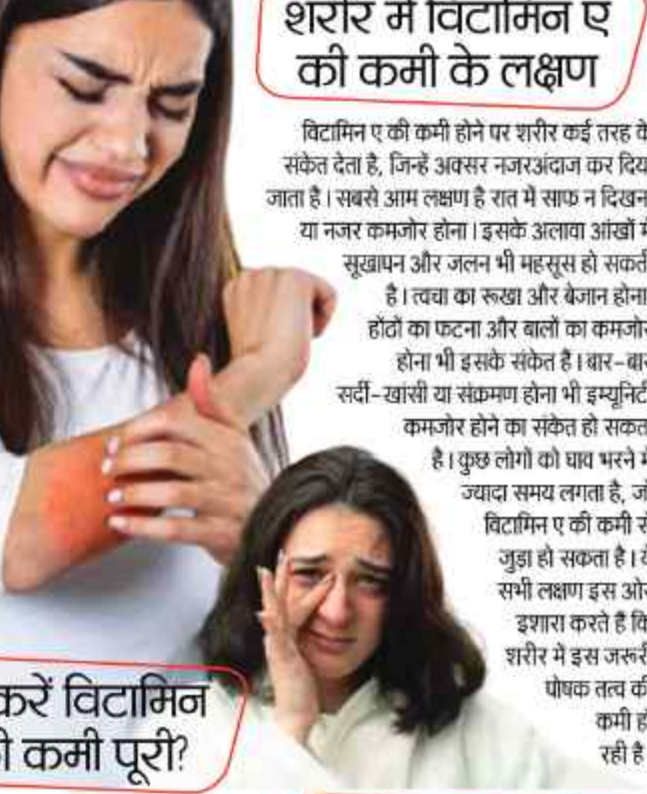 शरीर में विटामिन ए
की कमी के लक्षण
विटामिन ए की कमी होने पर शरीर कई तरह के
संकेत देता है, जिन्हें अक्सर नजरअंदाज कर दिय
जाता है। सबसे आम लक्षण है रात में साफ न दिखन
या नजर कमजोर होना। इसके अलावा आंखों में
सूखापन और जलन भी महसूस हो सकती
है। त्वचा का रूखा और बेजान होना
होंठों का फटना और बालों का कमजोर
होना भी इसके संकेत हैं। बार-बार
सर्दी-खांसी या संक्रमण होना भी इम्यूनिटी
कमजोर होने का संकेत हो सकत
है। कुछ लोगों को घाव भरने में
ज्यादा समय लगता है, जो
विटामिन ए की कमी से
जुड़ा हो सकता है। ये
सभी लक्षण इस ओर
इशारा करते हैं कि
शरीर में इस जरूरी
पोषक तत्व की
कमी हो
रही है
करें विटामिन
की कमी पूरी?